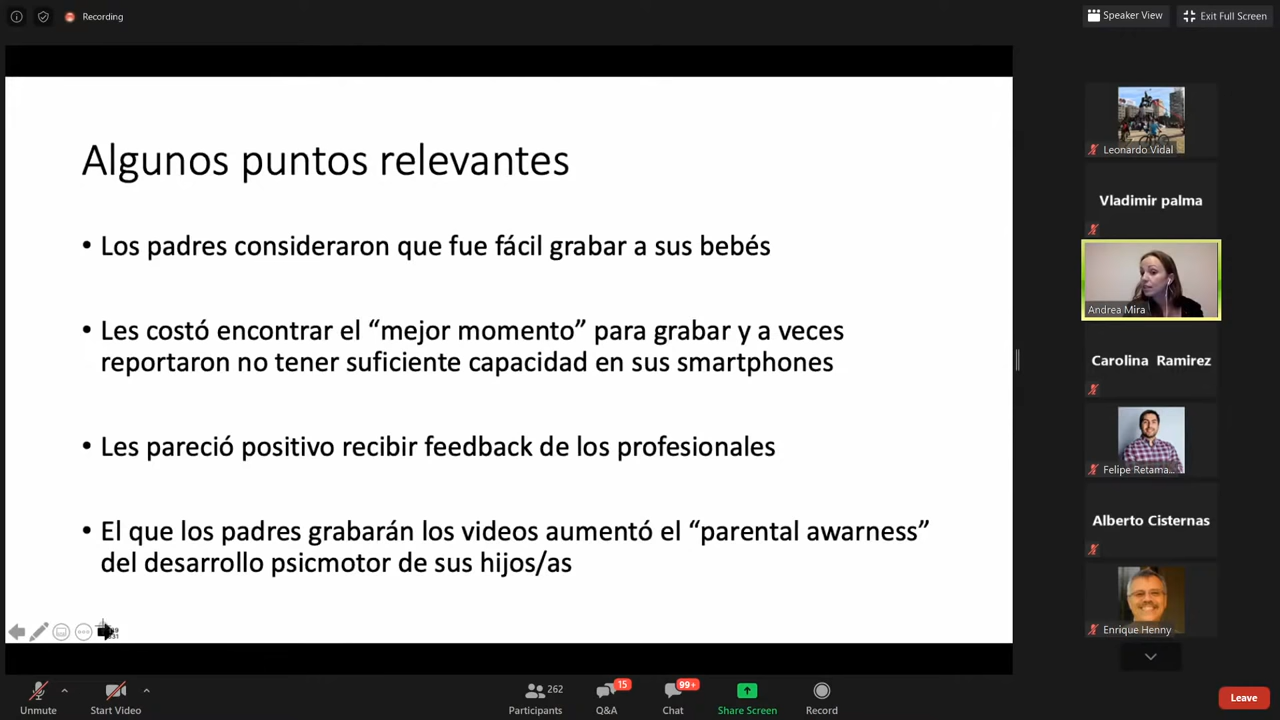 Recording
Speaker View
Exit Full Screen
Algunos puntos relevantes
• Los padres consideraron que fue fácil grabar a sus bebés
• Les costó encontrar el “mejor momento” para grabar y a veces
reportaron no tener suficiente capacidad en sus smartphones
• Les pareció positivo recibir feedback de los profesionales
• El que los padres grabarán los videos aumentó el “parental awarness”
del desarrollo psicmotor de sus hijos/as
Leonardo Vidal
Vladimir palma
Andrea Mira
Carolina Ramirez
Felipe Retama...
Alberto Cisternas
Enrique Henny
Unmute
Start Video
262
Participants
15
Q&A
99+
Chat
Share Screen
Record
Leave